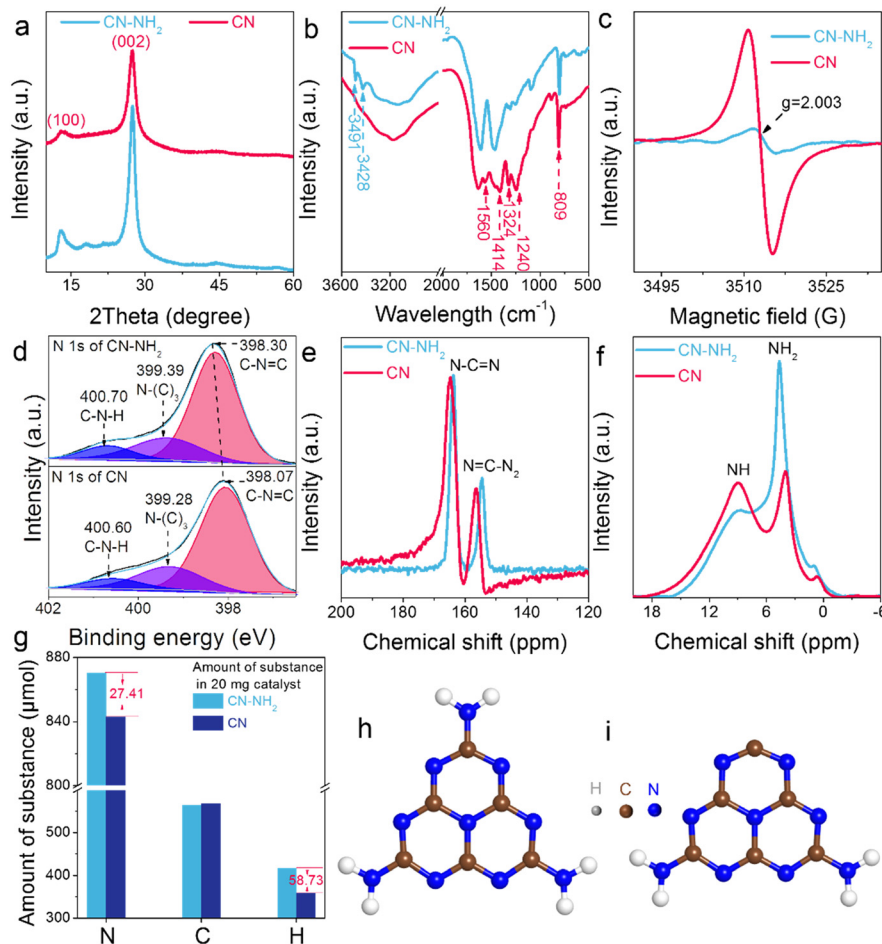 a
CN-NH₂
CN
(002)
(100)
Intensity (a.u.)
15
30
45
60
2Theta (degree)
b
CN-NH₂
CN
Intensity (a.u.)
3491
3428
1560
1414
1324
1240
809
3600
3200
2000
1500
1000
500
Wavelength (cm⁻¹)
c
CN-NH₂
CN
g=2.003
Intensity (a.u.)
3495
3510
3525
Magnetic field (G)
d
N 1s of CN-NH₂
398.30
C-N=C
399.39
N-(C)₃
400.70
C-N-H
N 1s of CN
398.07
C-N=C
399.28
N-(C)₃
400.60
C-N-H
Intensity (a.u.)
402
400
398
Binding energy (eV)
e
CN-NH₂
CN
N-C=N
N=C-N₂
Intensity (a.u.)
200
180
160
140
120
Chemical shift (ppm)
f
CN-NH₂
CN
NH₂
NH
Intensity (a.u.)
18
12
6
0
-6
Chemical shift (ppm)
g
Amount of substance
in 20 mg catalyst
CN-NH₂
CN
27.41
58.73
Amount of substance (μmol)
880
840
800
500
400
300
N
C
H
h
i
H
C
N